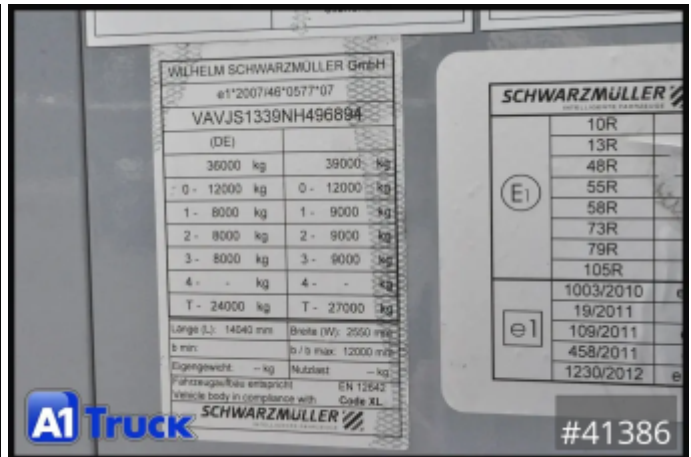 WILHELM SCHWARZMÜLLER GmbH
e1*2007/46*0577*07
VAVJS1339NH496894
(DE)
36000 kg 39000 kg
0 - 12000 kg 0 - 12000 kg
1 - 8000 kg 1 - 9000 kg
2 - 8000 kg 2 - 9000 kg
3 - 8000 kg 3 - 9000 kg
4 - - kg 4 - - kg
T - 24000 kg T - 27000 kg
Länge (L): 14040 mm Breite (W): 2550 mm
b min: b / b max: 12000 mm
Eigengewicht: -- kg Nutzlast: -- kg
Fahrzeugaufbau entspricht EN 12642
Vehicle body in compliance with Code XL
SCHWARZMÜLLER
INTELLIGENTE FAHRZEUGE
SCHWARZMÜLLER
INTELLIGENTE FAHRZEUGE
E1
10R
13R
48R
55R
58R
73R
79R
105R
e1
1003/2010 e
19/2011
109/2011
458/2011
1230/2012 e
A1 Truck
#41386